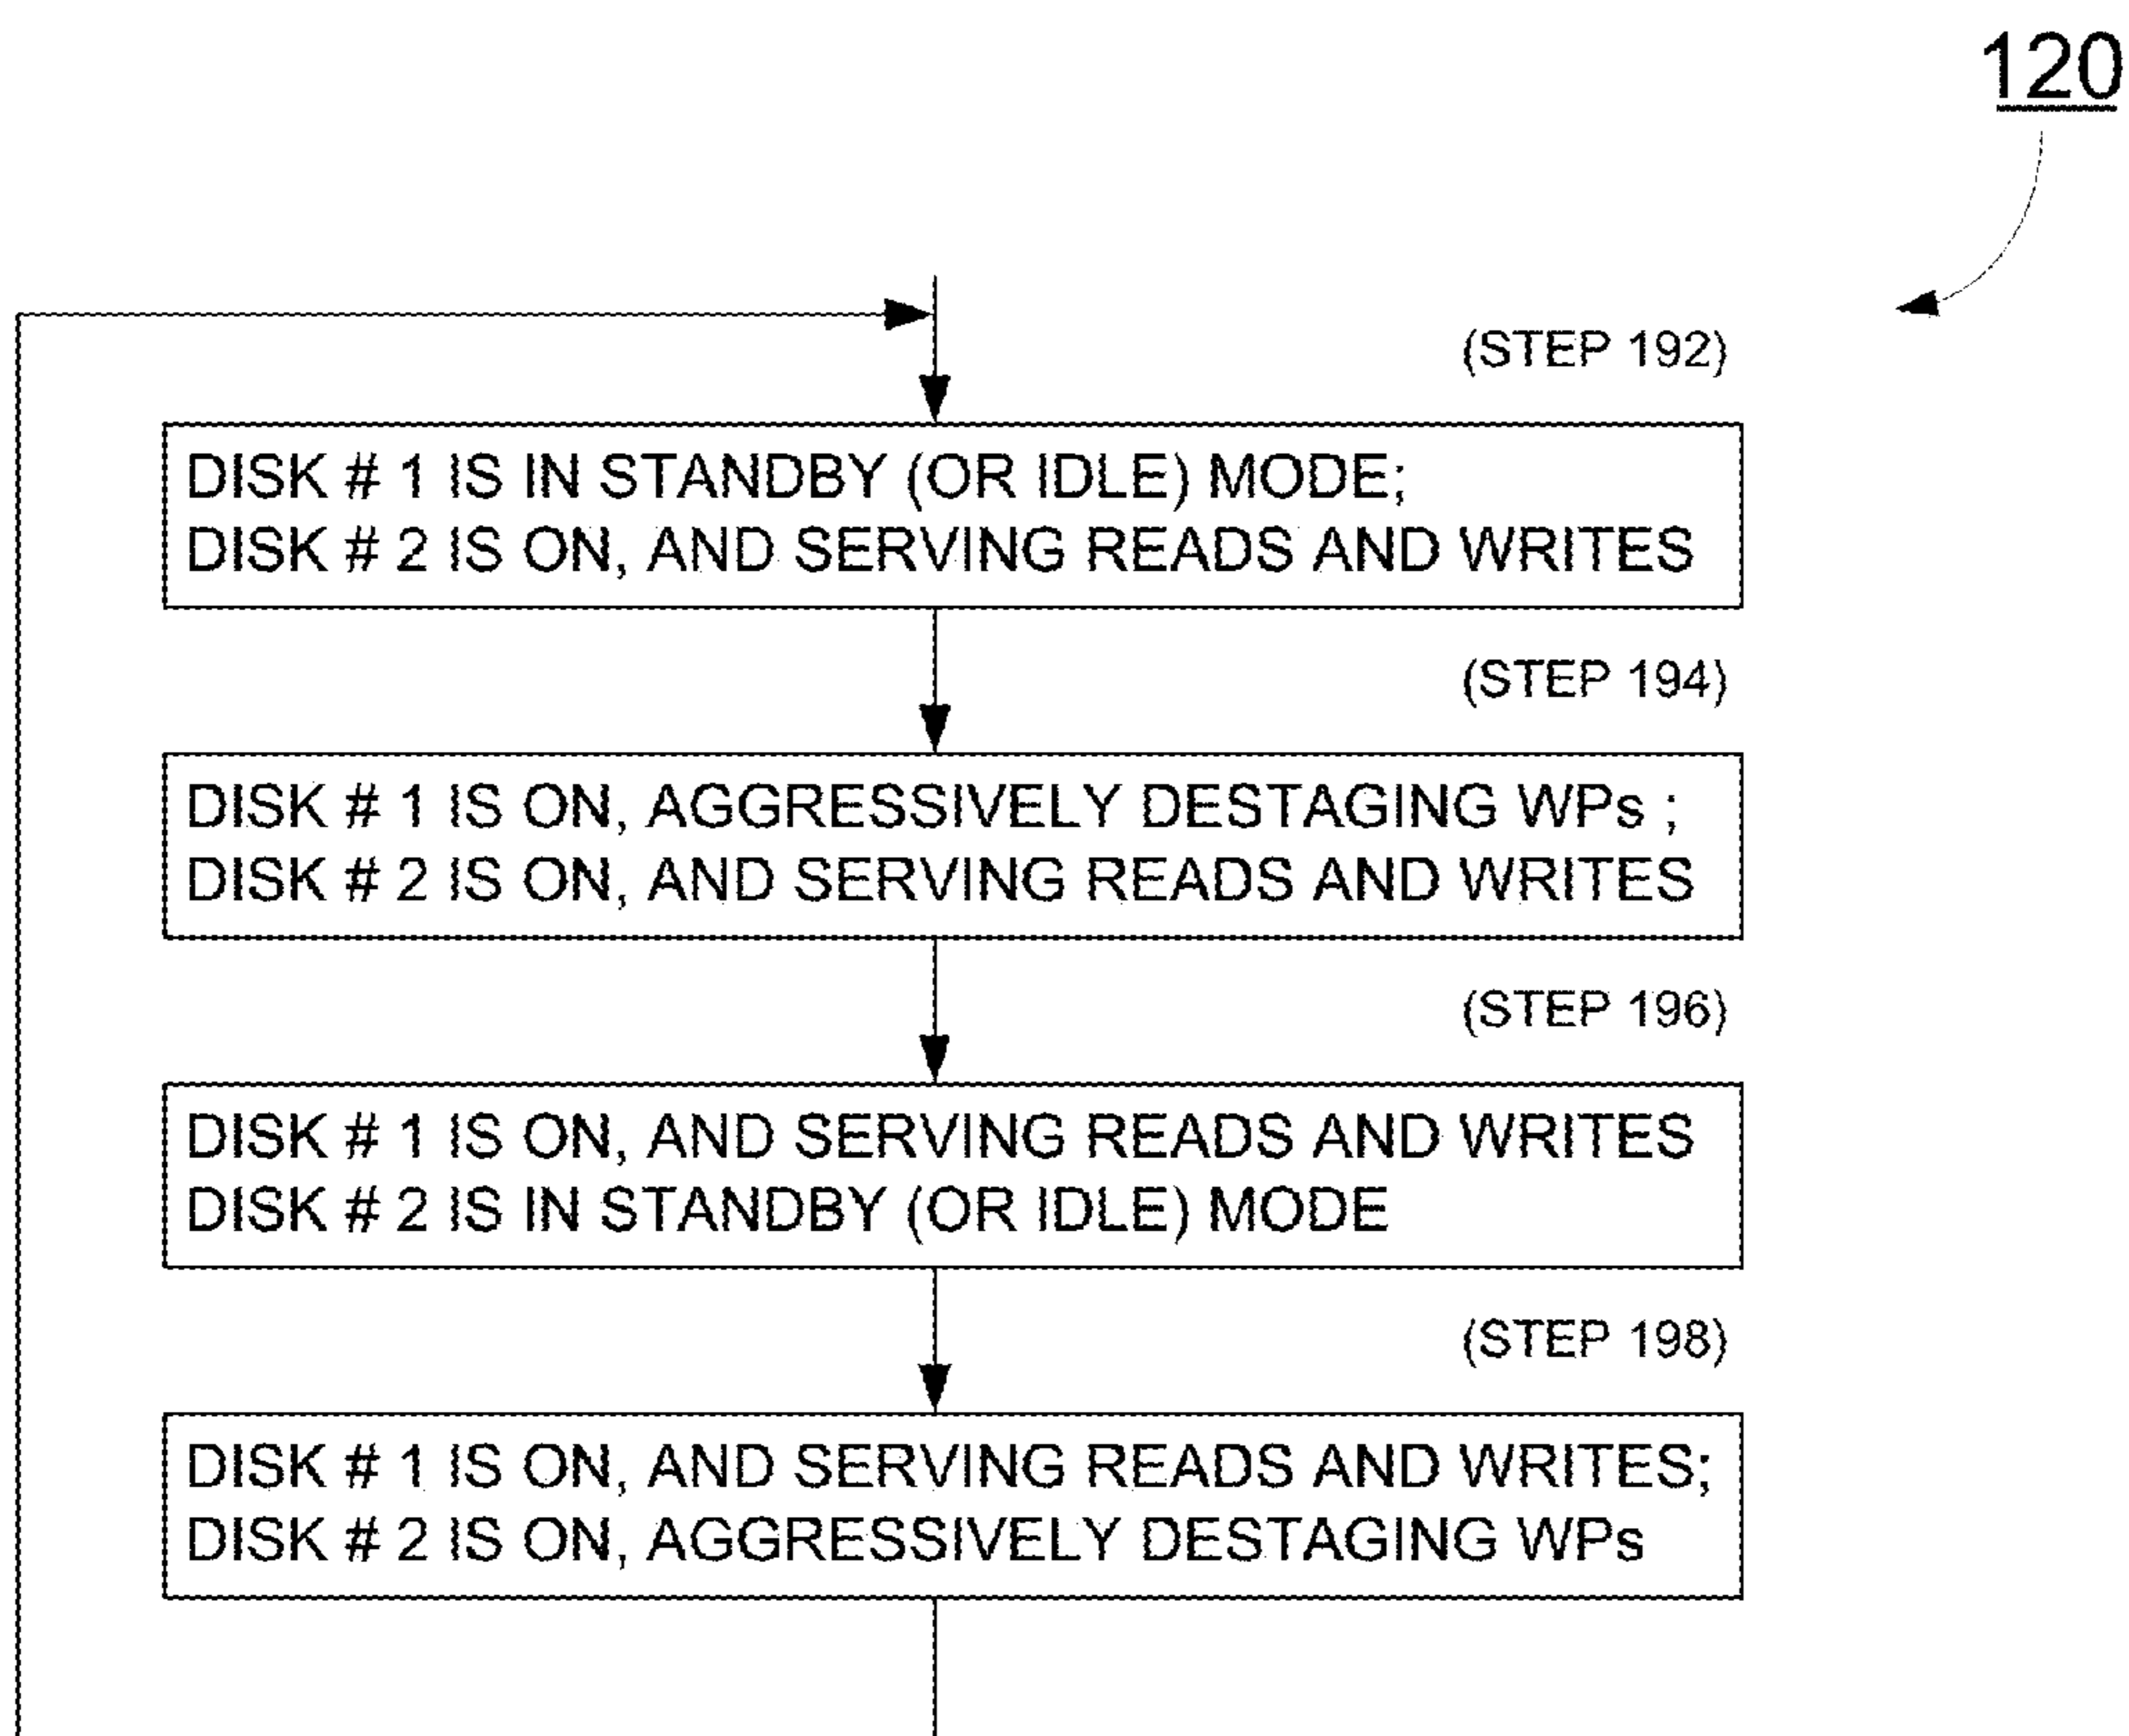 120
(STEP 192)
DISK # 1 IS IN STANDBY (OR IDLE) MODE;
DISK # 2 IS ON, AND SERVING READS AND WRITES
(STEP 194)
DISK # 1 IS ON, AGGRESSIVELY DESTAGING WPs ;
DISK # 2 IS ON, AND SERVING READS AND WRITES
(STEP 196)
DISK # 1 IS ON, AND SERVING READS AND WRITES
DISK # 2 IS IN STANDBY (OR IDLE) MODE
(STEP 198)
DISK # 1 IS ON, AND SERVING READS AND WRITES;
DISK # 2 IS ON, AGGRESSIVELY DESTAGING WPs